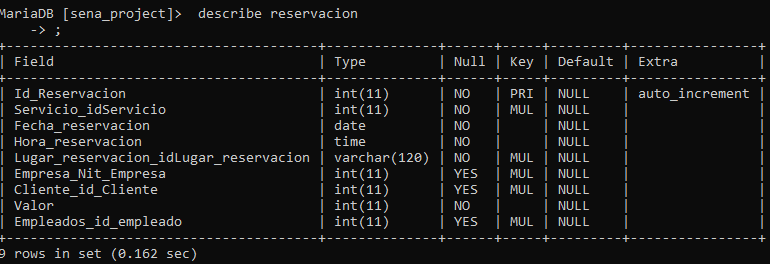 MariaDB [sena_project]>  describe reservacion
    -> ;
+------------------------------------+--------------+------+-----+---------+----------------+
| Field                              | Type         | Null | Key | Default | Extra          |
+------------------------------------+--------------+------+-----+---------+----------------+
| Id_Reservacion                     | int(11)      | NO   | PRI | NULL    | auto_increment |
| Servicio_idServicio                | int(11)      | NO   | MUL | NULL    |                |
| Fecha_reservacion                  | date         | NO   |     | NULL    |                |
| Hora_reservacion                   | time         | NO   |     | NULL    |                |
| Lugar_reservacion_idLugar_reservacion | varchar(120) | NO   | MUL | NULL    |                |
| Empresa_Nit_Empresa                | int(11)      | YES  | MUL | NULL    |                |
| Cliente_id_Cliente                 | int(11)      | YES  | MUL | NULL    |                |
| Valor                              | int(11)      | NO   |     | NULL    |                |
| Empleados_id_empleado              | int(11)      | YES  | MUL | NULL    |                |
+------------------------------------+--------------+------+-----+---------+----------------+
9 rows in set (0.162 sec)